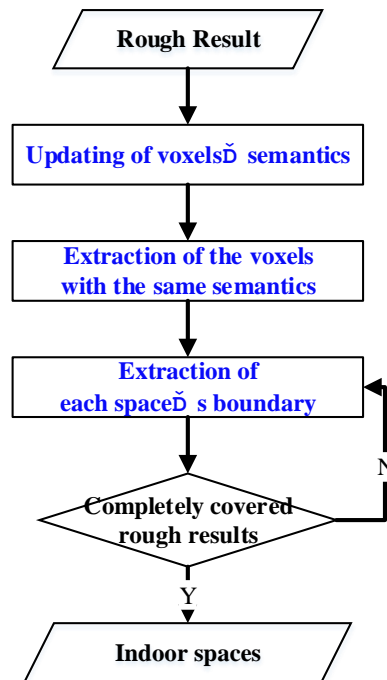 Rough Result
Updating of voxelsĎ semantics
Extraction of the voxels
with the same semantics
Extraction of
each spaceĎ s boundary
N
Completely covered
rough results
Y
Indoor spaces